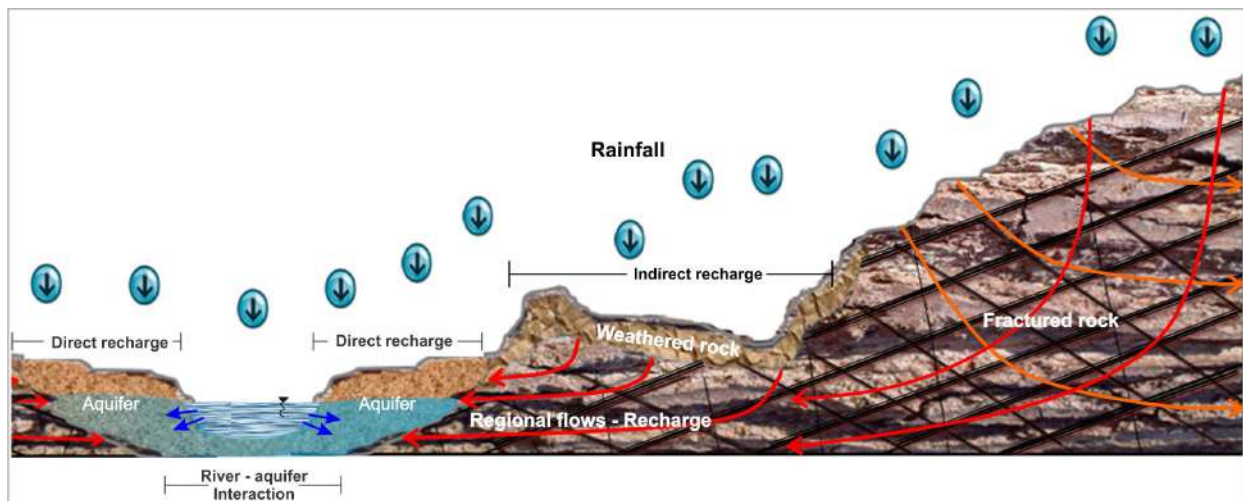 Rainfall
Indirect recharge
Direct recharge
Direct recharge
Weathered rock
Fractured rock
Aquifer
Aquifer
Regional flows - Recharge
River - aquifer
Interaction